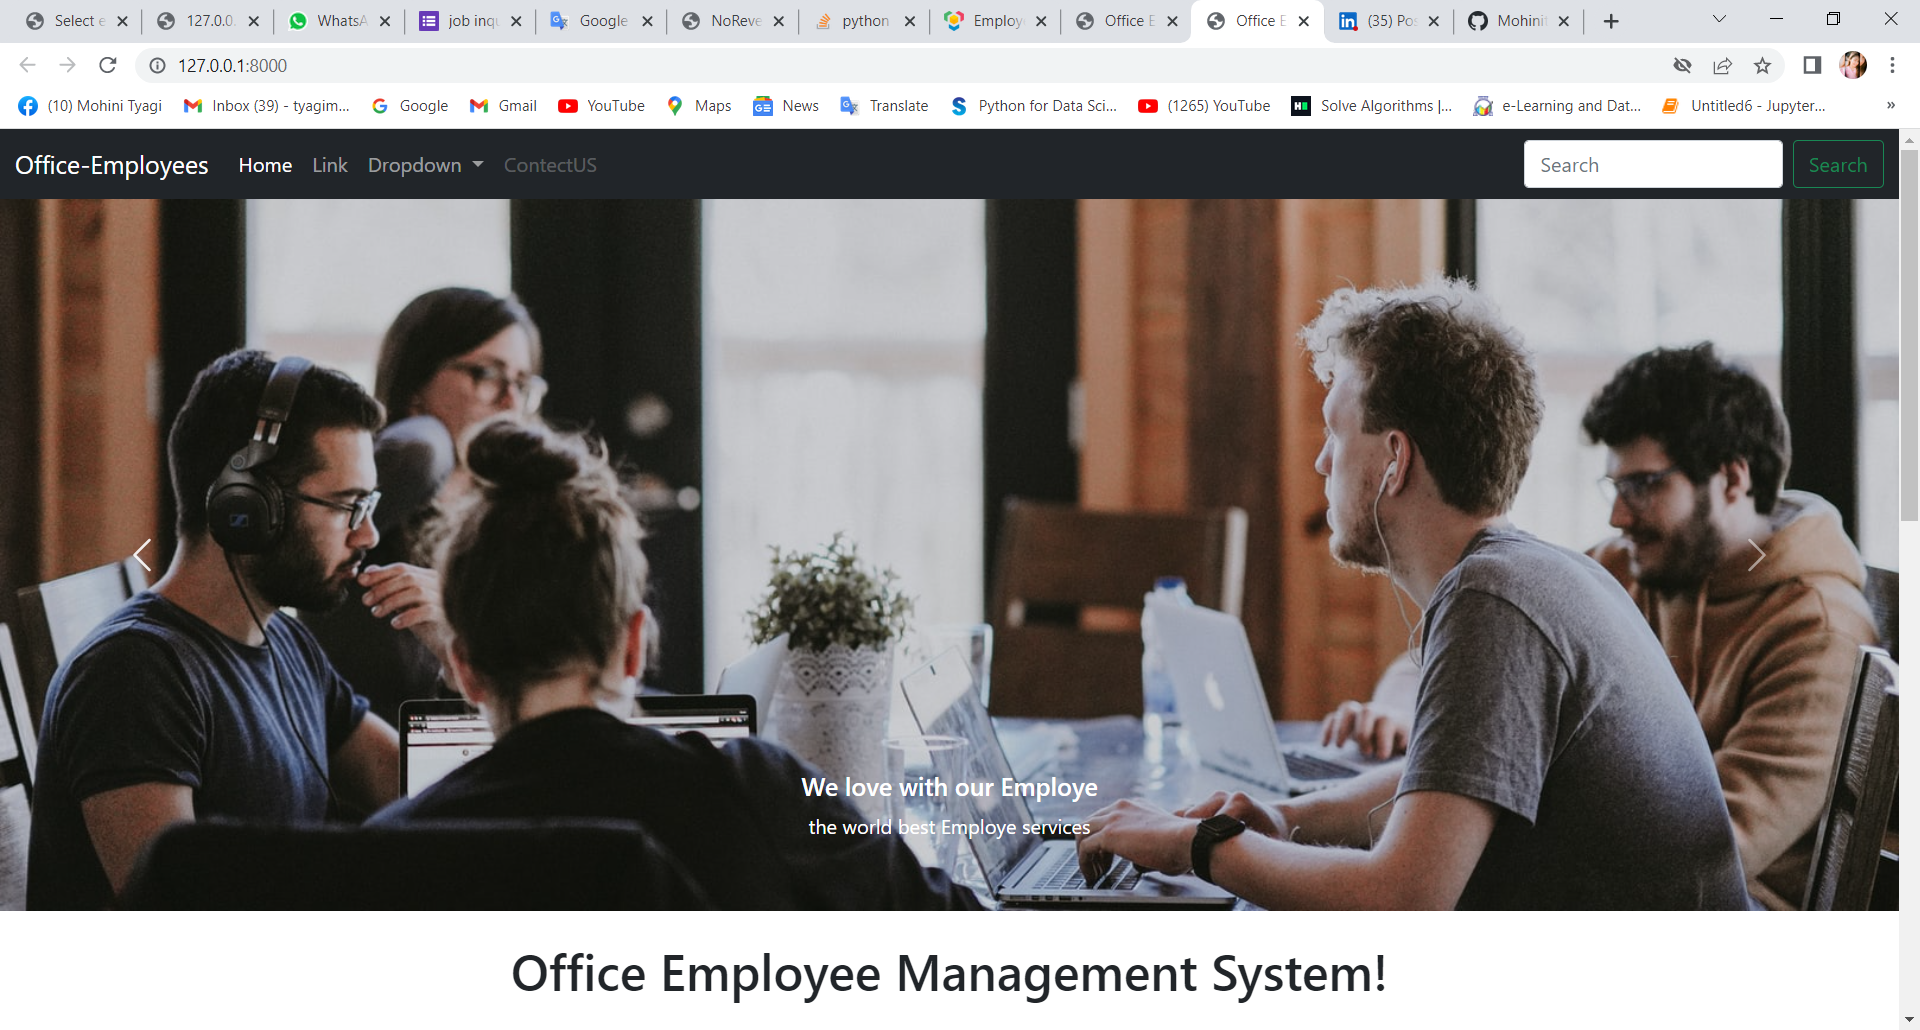 Select e
127.0.0.
WhatsA
job inqu
Google
NoReve
python
Employ
Office E
Office E
(35) Pos
Mohinit
127.0.0.1:8000
(10) Mohini Tyagi
Inbox (39) - tyagim...
Google
Gmail
YouTube
Maps
News
Translate
Python for Data Sci...
(1265) YouTube
Solve Algorithms |...
e-Learning and Dat...
Untitled6 - Jupyter...
»
Office-Employees Home Link Dropdown ContectUS Search Search
We love with our Employe
the world best Employe services
Office Employee Management System!